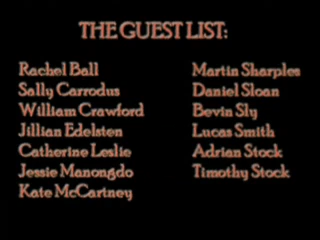 THE GUEST LIST:
Rachel Ball
Sally Carrodus
William Crawford
Jillian Edelsten
Catherine Leslie
Jessie Manongdo
Kate McCartney
Martin Sharples
Daniel Sloan
Bevin Sly
Lucas Smith
Adrian Stock
Timothy Stock